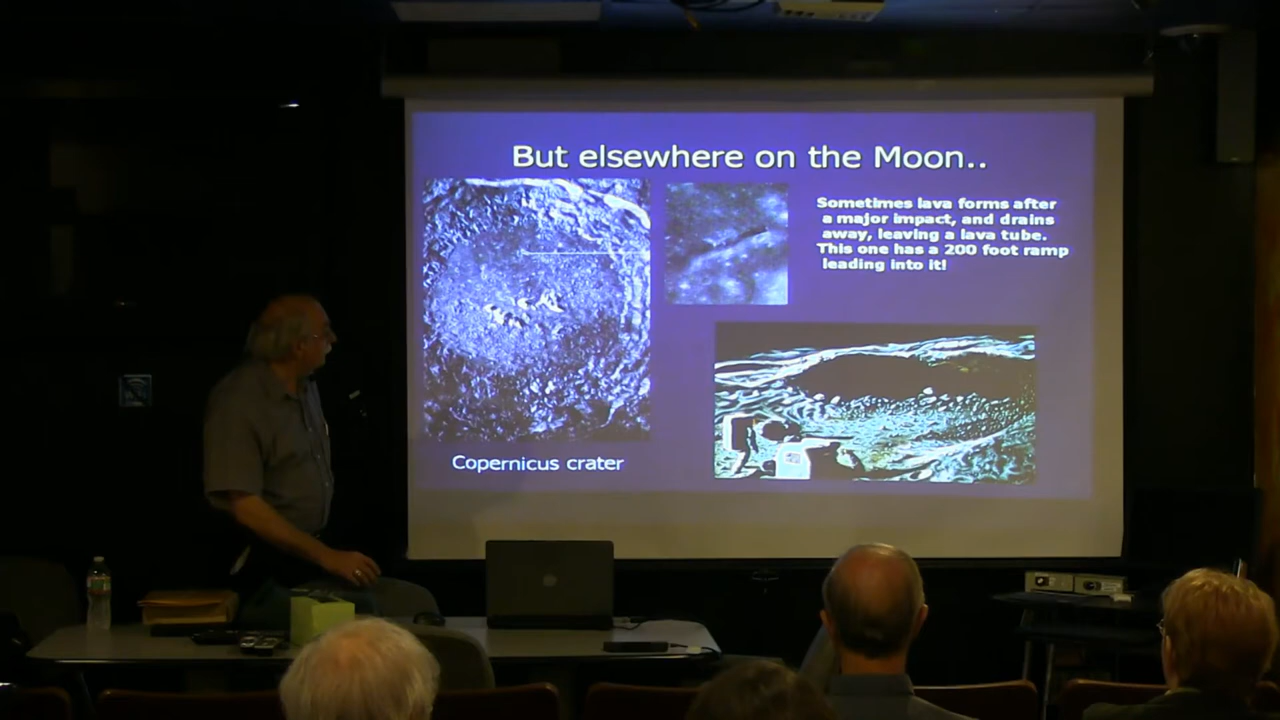 But elsewhere on the Moon..
Sometimes lava forms after
a major impact, and drains
away, leaving a lava tube.
This one has a 200 foot ramp
leading into it!
Copernicus crater